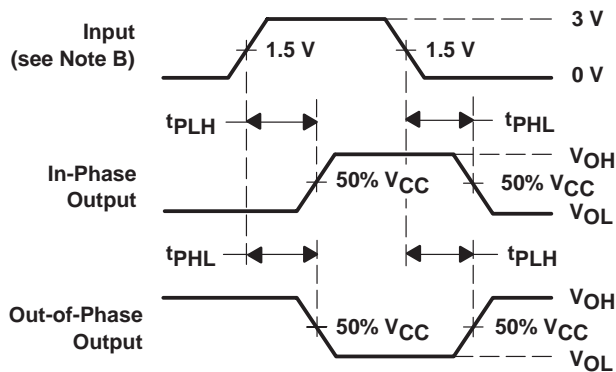 Input
(see Note B)
1.5 V
1.5 V
3 V
0 V
tPLH
tPHL
In-Phase
Output
50% VCC
50% VCC
VOH
VOL
tPHL
tPLH
Out-of-Phase
Output
50% VCC
50% VCC
VOH
VOL